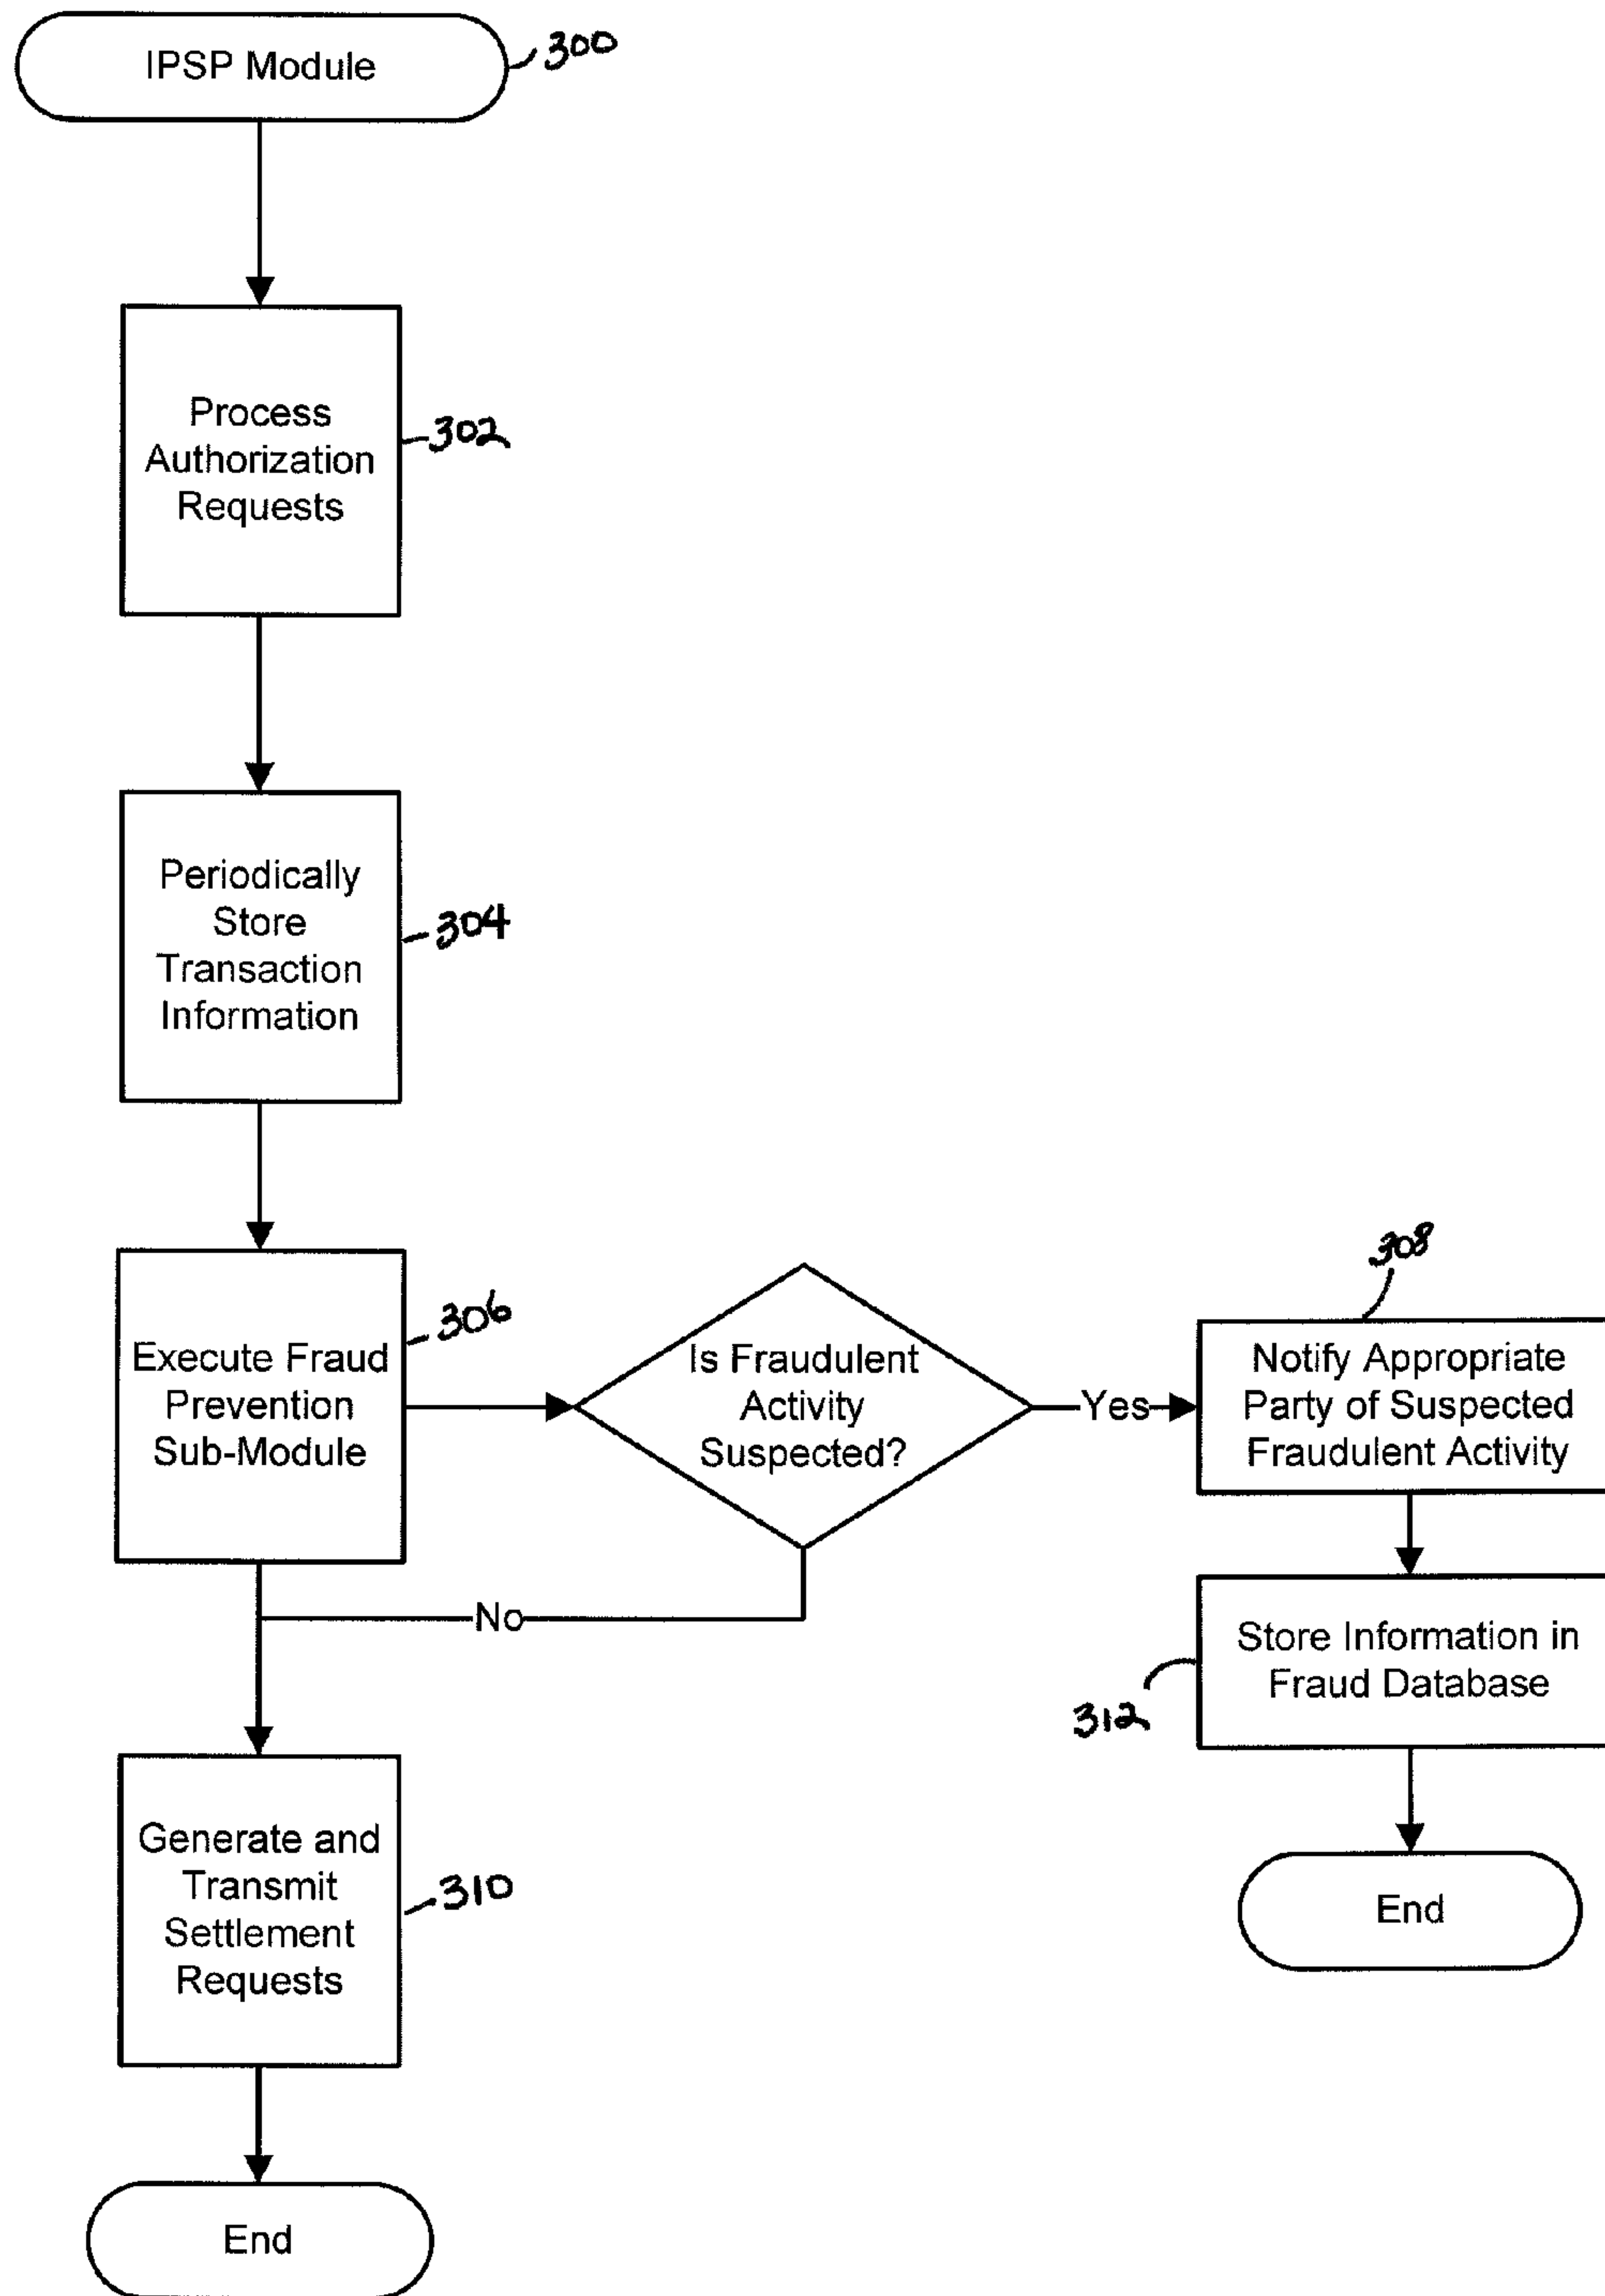 IPSP Module
300
Process
Authorization
Requests
302
Periodically
Store
Transaction
Information
304
Execute Fraud
Prevention
Sub-Module
306
Is Fraudulent
Activity
Suspected?
Yes
308
Notify Appropriate
Party of Suspected
Fraudulent Activity
No
Store Information in
Fraud Database
312
Generate and
Transmit
Settlement
Requests
310
End
End